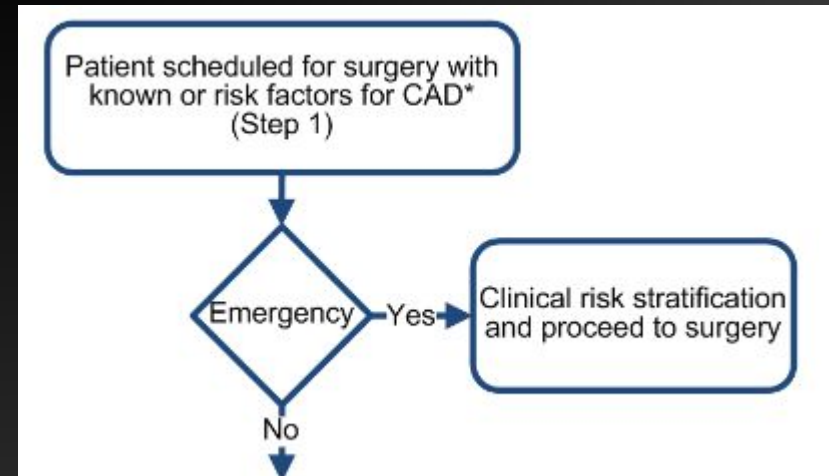 Patient scheduled for surgery with
known or risk factors for CAD*
(Step 1)
Emergency
Yes
Clinical risk stratification
and proceed to surgery
No